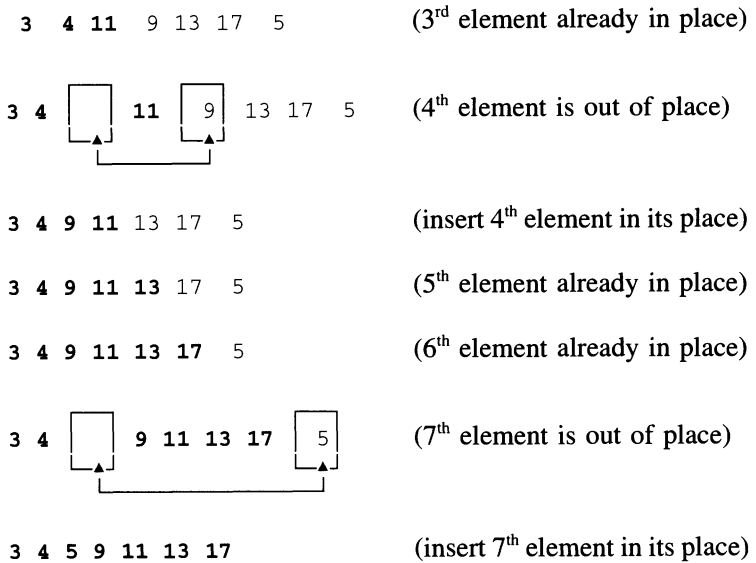 3 4 11 9 13 17 5 (3rd element already in place)
3 4 11 9 13 17 5 (4th element is out of place)
3 4 9 11 13 17 5 (insert 4th element in its place)
3 4 9 11 13 17 5 (5th element already in place)
3 4 9 11 13 17 5 (6th element already in place)
3 4 9 11 13 17 5 (7th element is out of place)
3 4 5 9 11 13 17 (insert 7th element in its place)